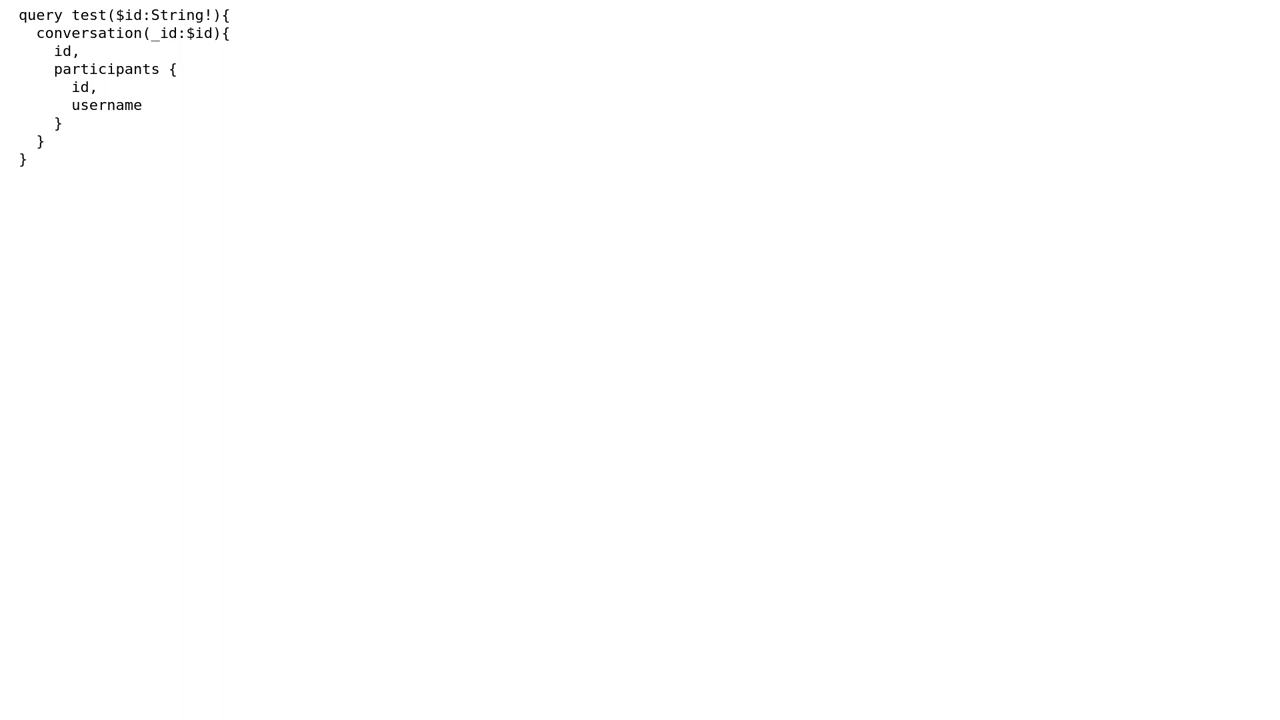 query test($id:String!){
  conversation(_id:$id){
    id,
    participants {
      id,
      username
    }
  }
}